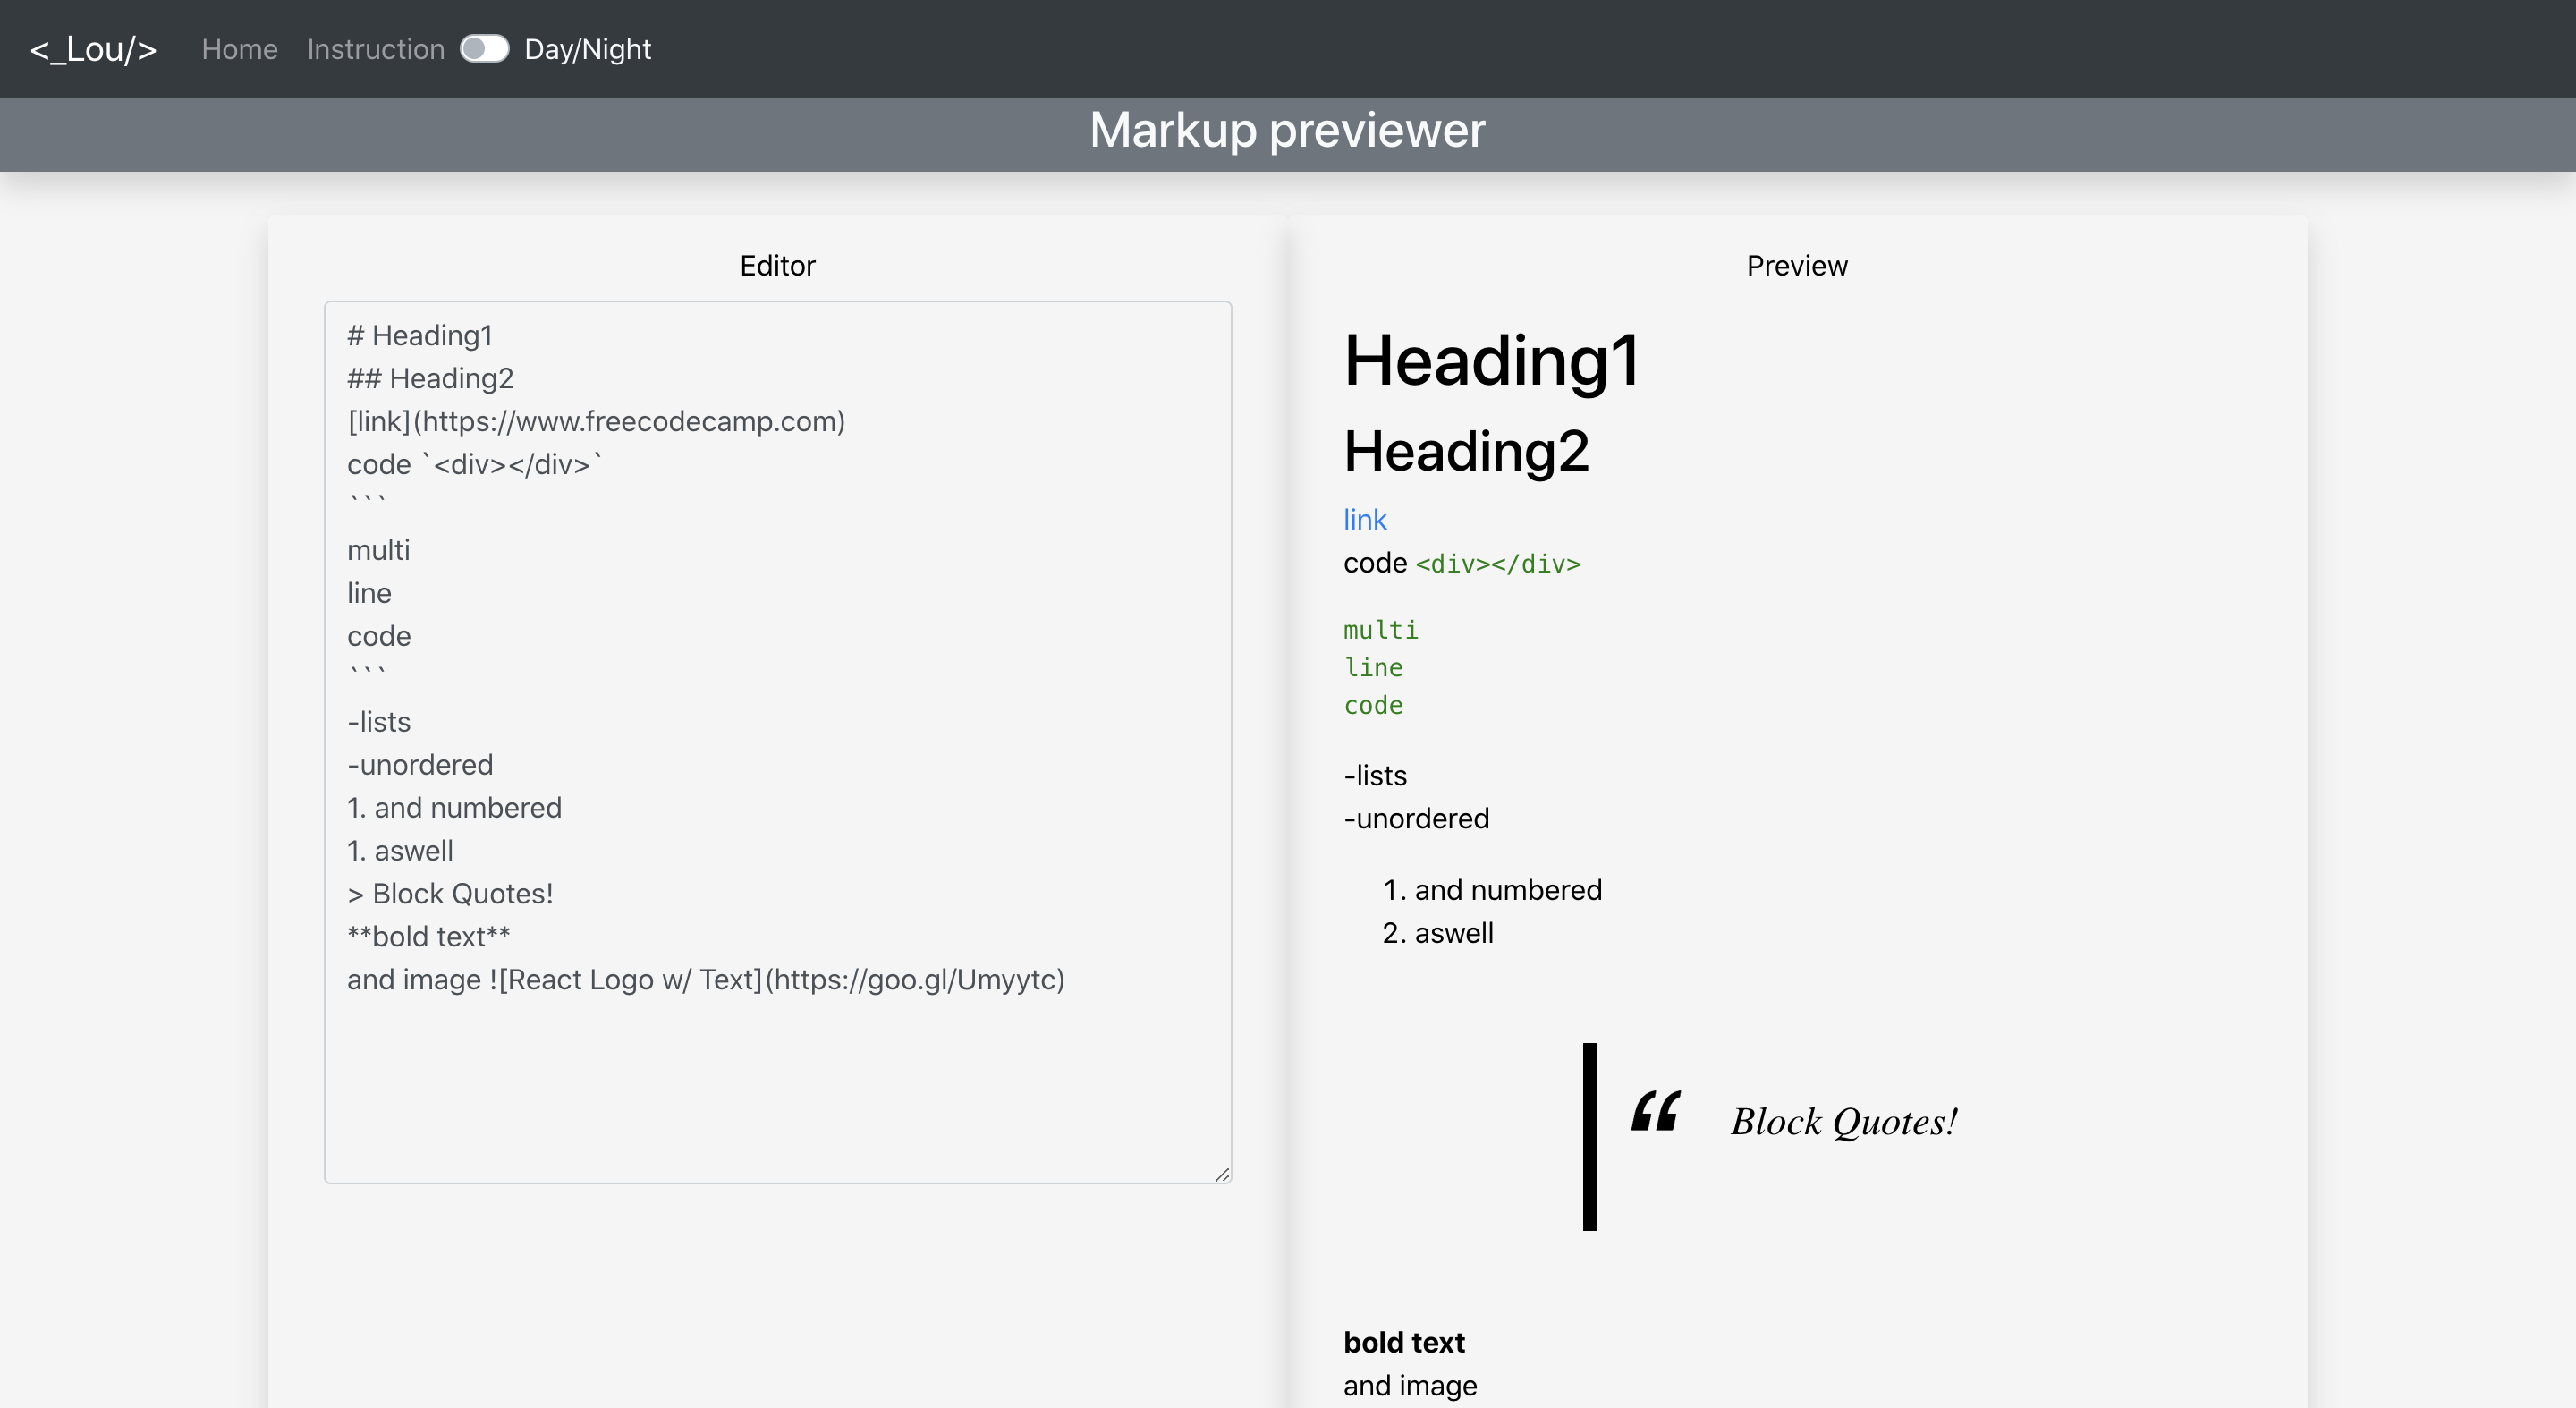 <_Lou/> Home Instruction Day/Night
Markup previewer
Editor
# Heading1
## Heading2
[link](https://www.freecodecamp.com)
code `<div></div>`
```
multi
line
code
```
-lists
-unordered
1. and numbered
1. aswell
> Block Quotes!
**bold text**
and image ![React Logo w/ Text](https://goo.gl/Umyytc)
Preview
Heading1
Heading2
link
code <div></div>
multi
line
code
-lists
-unordered
1. and numbered
2. aswell
“ Block Quotes!
bold text
and image